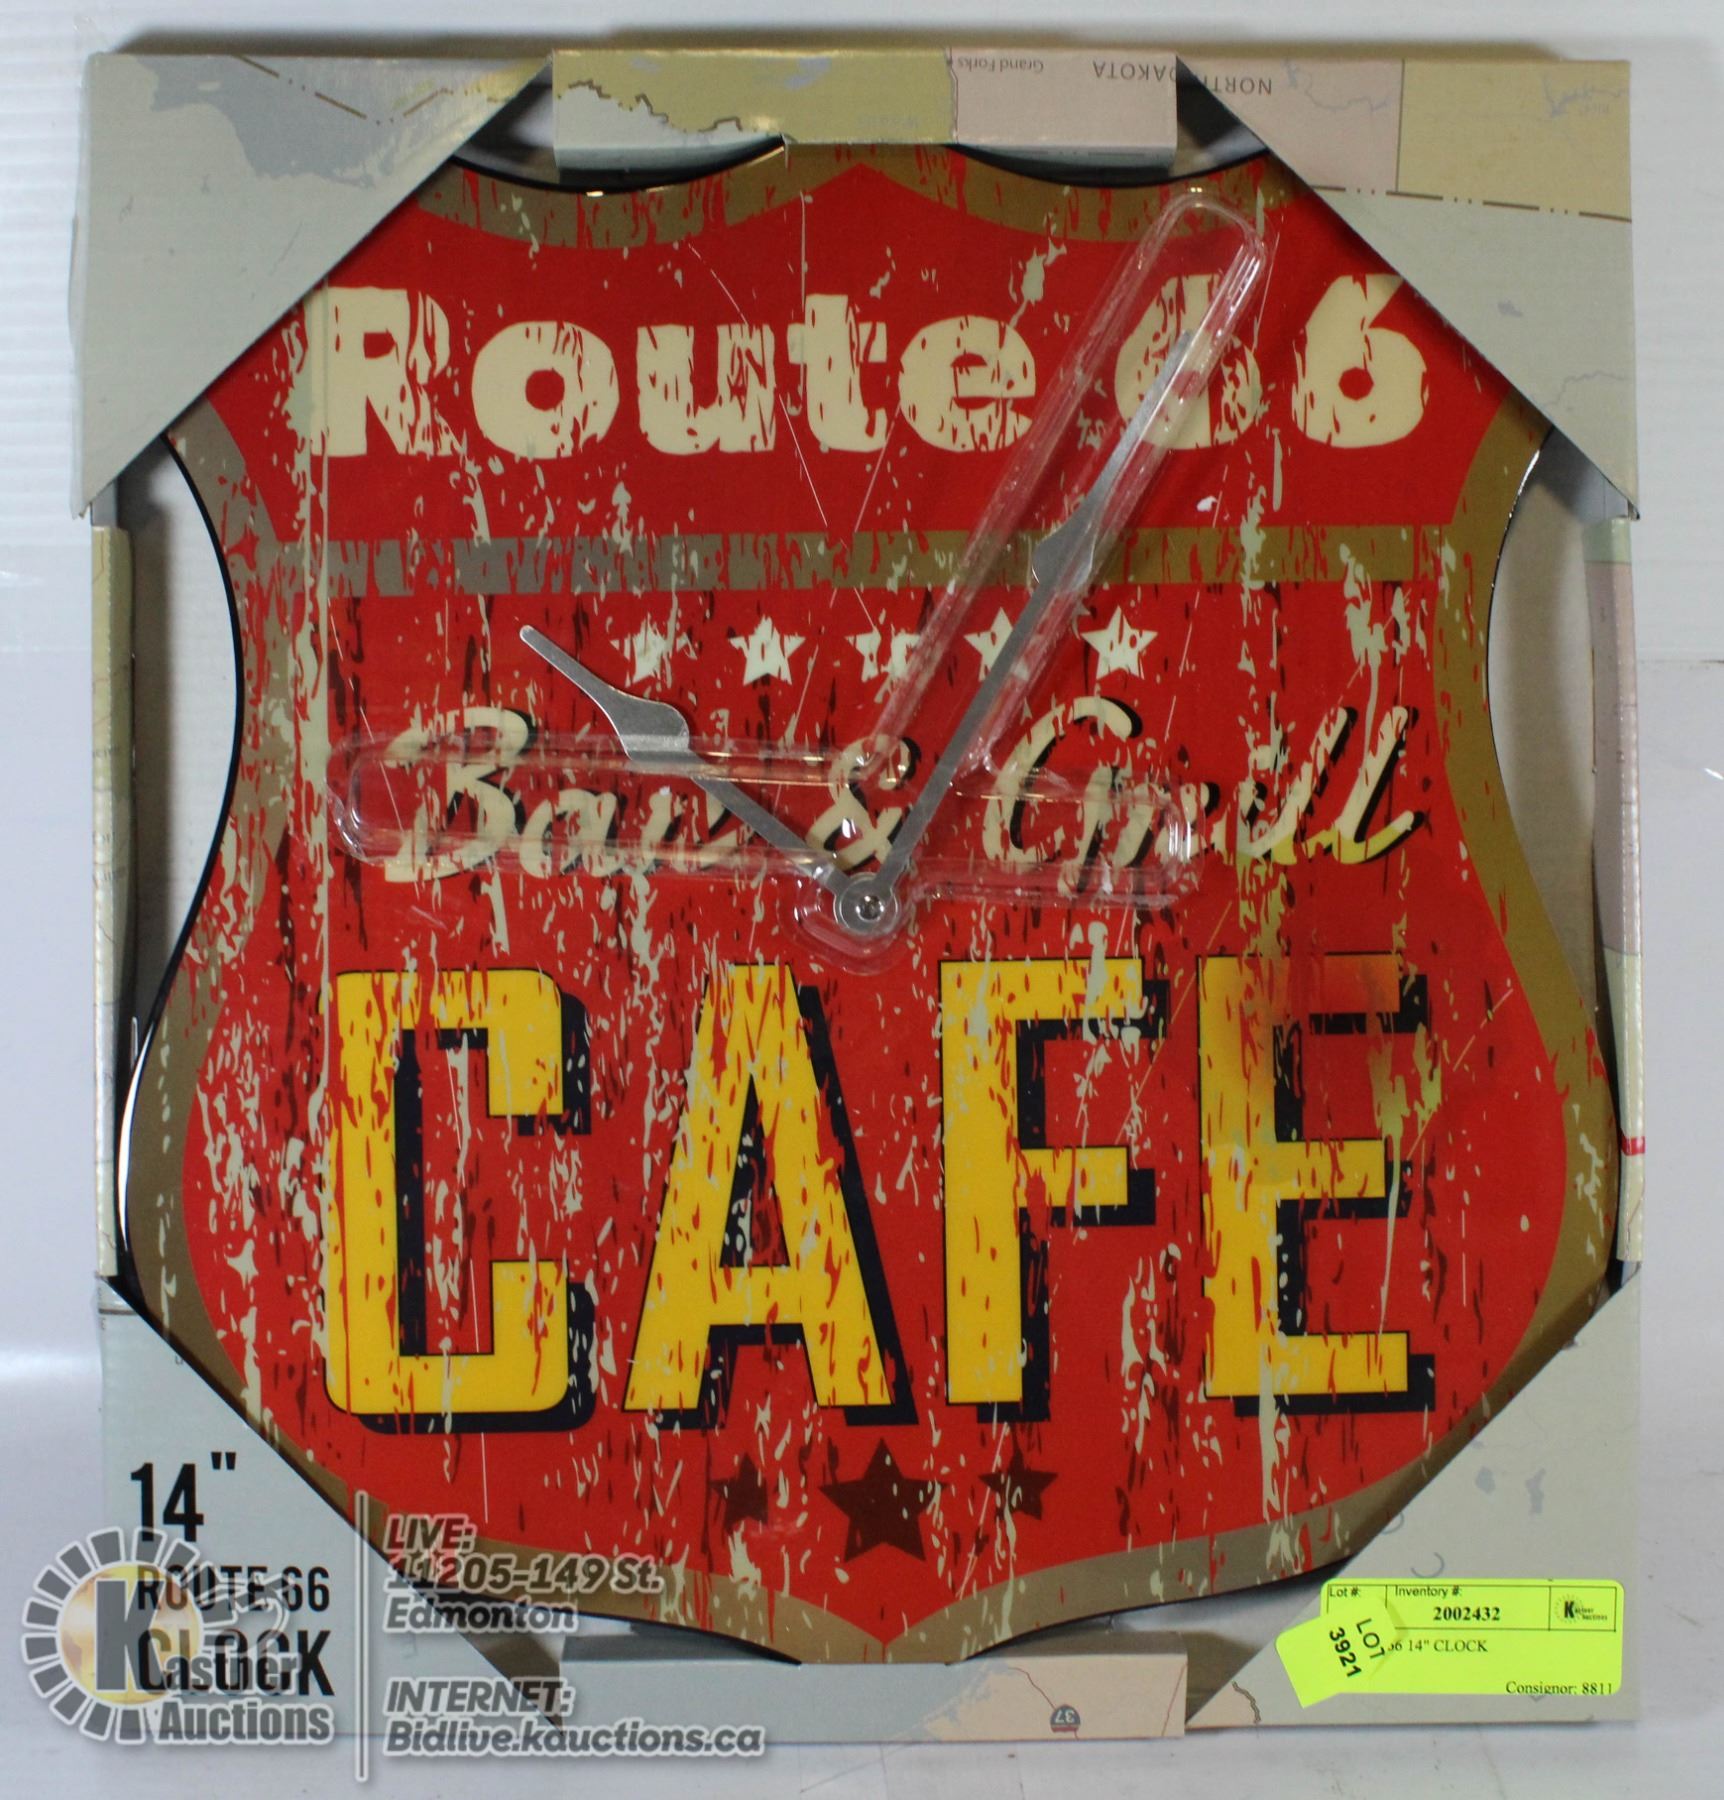 Grand Forks
NORTH DAKOTA
Route 66
Bar & Grill
CAFE
14"
ROUTE 66
CLOCK
Kastner
Auctions
LIVE:
11205-149 St.
Edmonton
INTERNET:
Bidlive.kauctions.ca
37
Lot #: Inventory #:
2002432
LOT
3921
66 14" CLOCK
Consignor: 8811